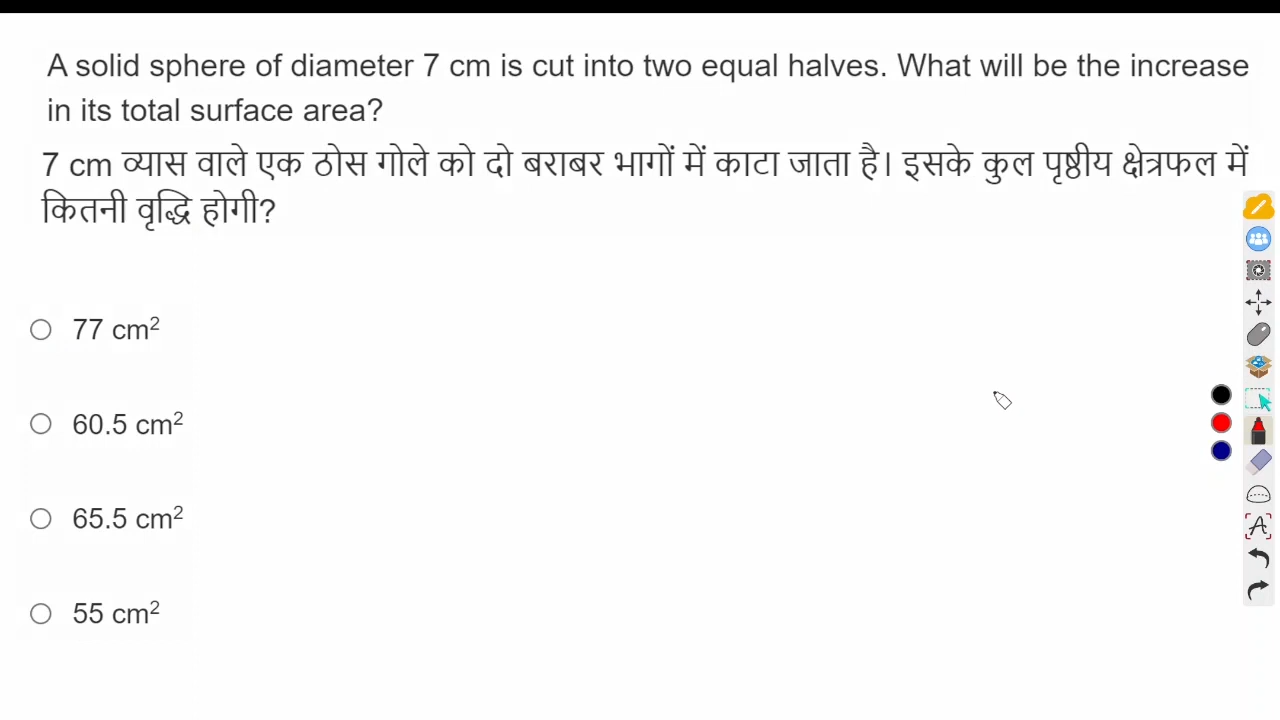 A solid sphere of diameter 7 cm is cut into two equal halves. What will be the increase
in its total surface area?
7 cm व्यास वाले एक ठोस गोले को दो बराबर भागों में काटा जाता है। इसके कुल पृष्ठीय क्षेत्रफल में
कितनी वृद्धि होगी?
77 cm²
60.5 cm²
65.5 cm²
55 cm²